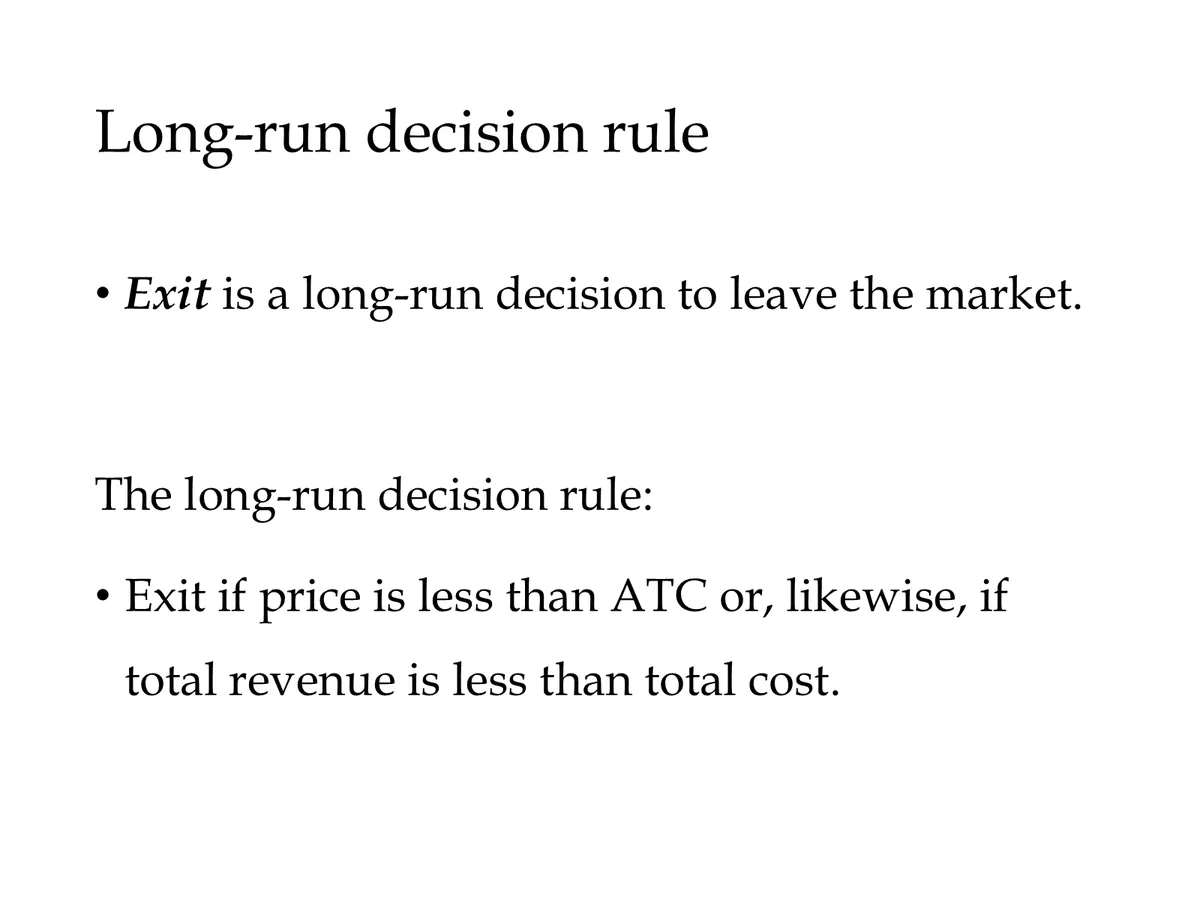 Long-run decision rule
• Exit is a long-run decision to leave the market.
The long-run decision rule:
• Exit if price is less than ATC or, likewise, if
total revenue is less than total cost.